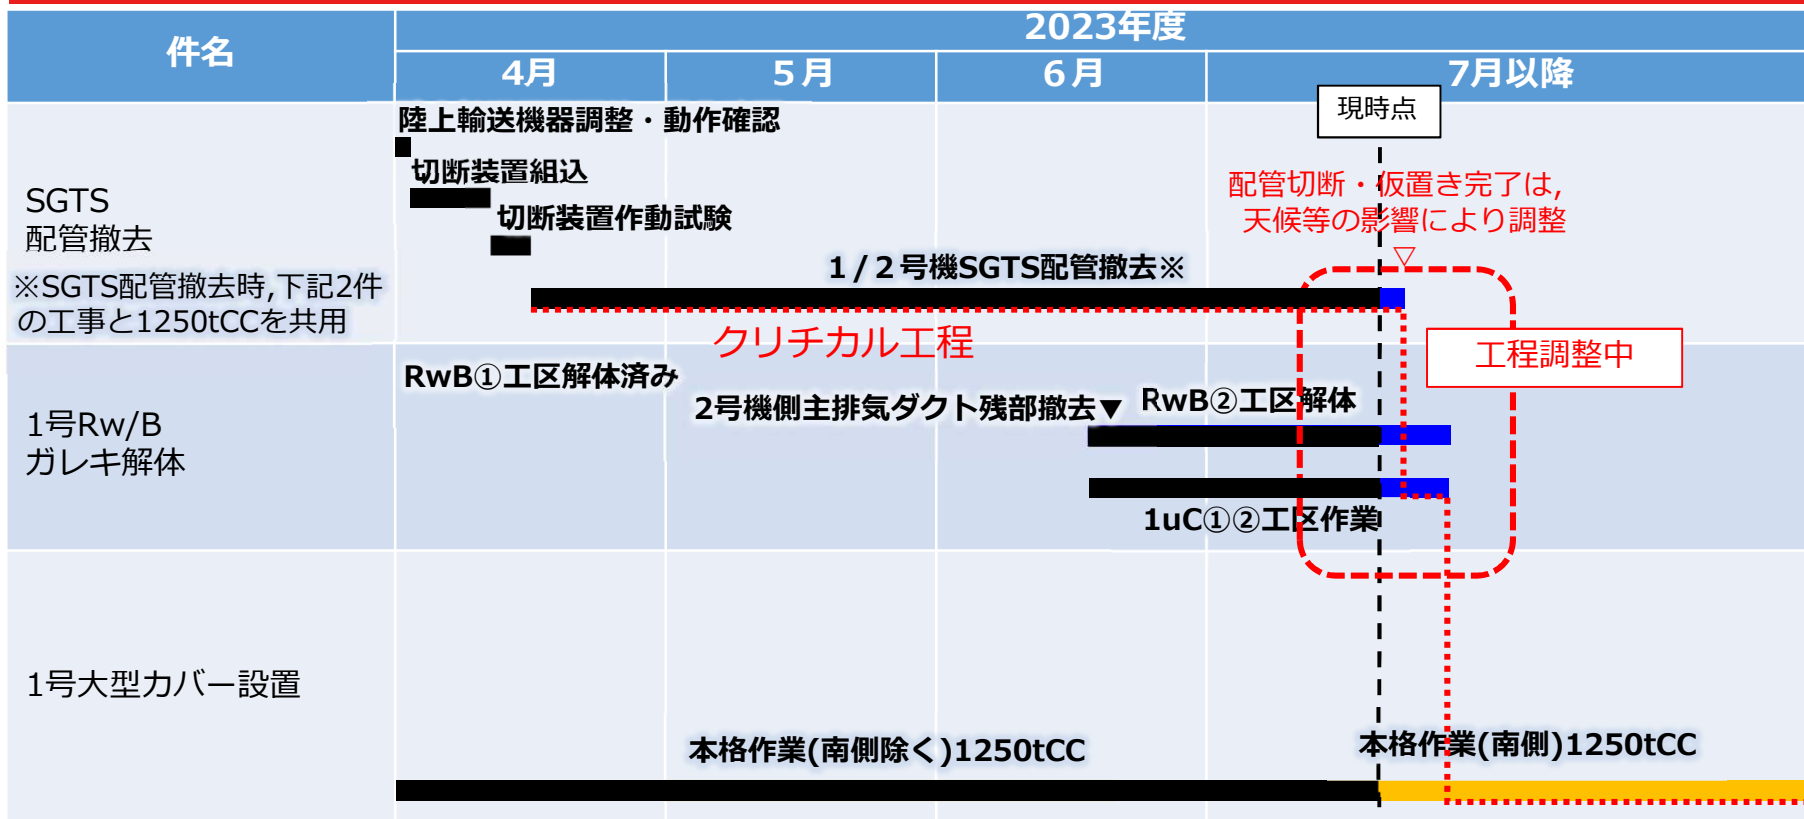 件名
2023年度
4月
5月
6月
7月以降
現時点
陸上輸送機器調整・動作確認
切断装置組込
切断装置作動試験
配管切断・仮置き完了は,
天候等の影響により調整
▽
SGTS
配管撤去
※SGTS配管撤去時,下記2件
の工事と1250tCCを共用
1/2号機SGTS配管撤去※
クリチカル工程
工程調整中
1号Rw/B
ガレキ解体
RwB①工区解体済み
2号機側主排気ダクト残部撤去▼
RwB②工区解体
1uC①②工区作業
1号大型カバー設置
本格作業(南側除く)1250tCC
本格作業(南側)1250tCC